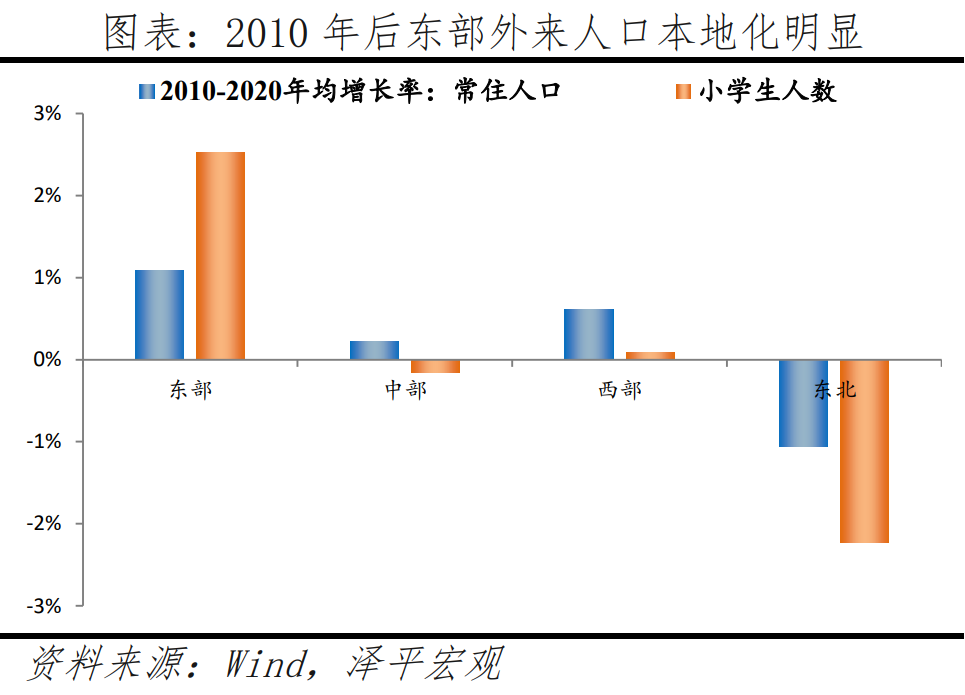 图表：2010 年后东部外来人口本地化明显
2010-2020年均增长率：常住人口 小学生人数
3%
2%
1%
0%
东部 中部 西部 东北
-1%
-2%
-3%
资料来源：Wind，泽平宏观